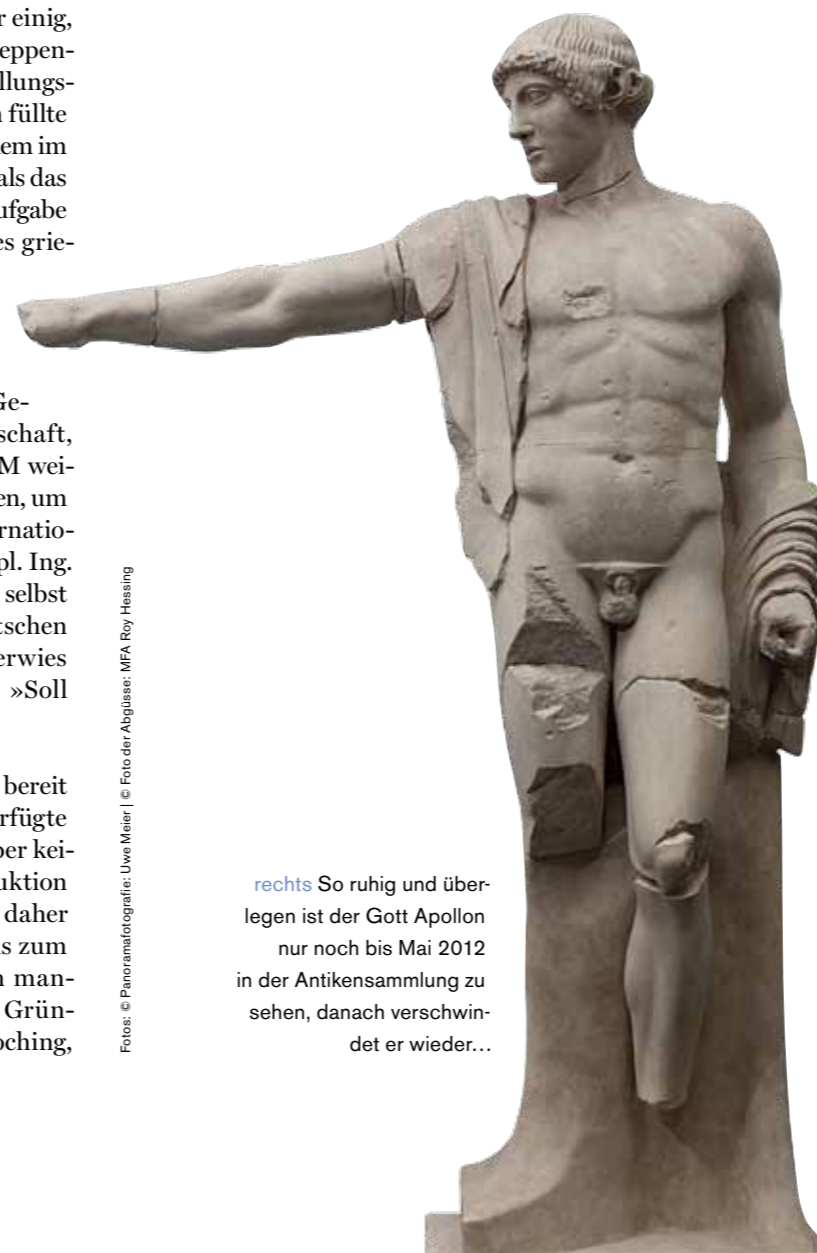 r einig,
eppen-
llungs-
n füllte
em im
als das
ufgabe
es grie-
Ge-
schaft,
M wei-
en, um
rnatio-
pl. Ing.
selbst
tschen
erwies
»Soll
bereit
rfügte
ber kei-
uktion
daher
s zum
n man-
Grün-
oching,
Fotos: © Panoramafotografie: Uwe Meier | © Foto der Abgüsse: MFA Roy Hessing
rechts So ruhig und über-
legen ist der Gott Apollon
nur noch bis Mai 2012
in der Antikensammlung zu
sehen, danach verschwin-
det er wieder...